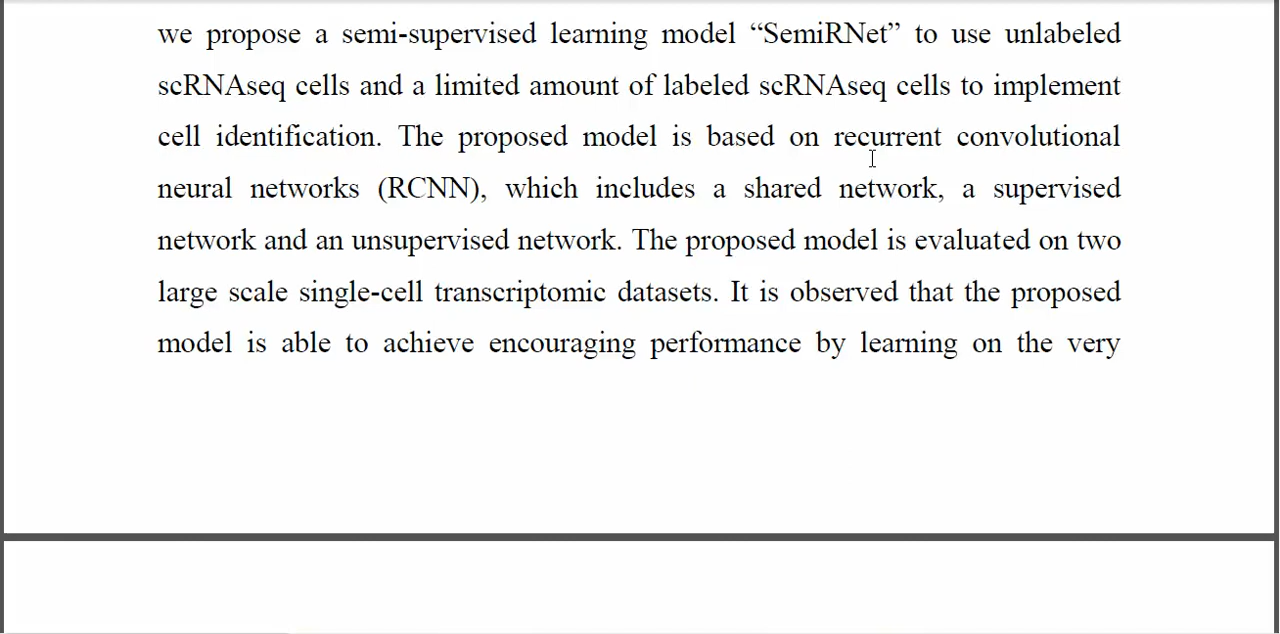 we propose a semi-supervised learning model “SemiRNet” to use unlabeled
scRNAseq cells and a limited amount of labeled scRNAseq cells to implement
cell identification. The proposed model is based on recurrent convolutional
neural networks (RCNN), which includes a shared network, a supervised
network and an unsupervised network. The proposed model is evaluated on two
large scale single-cell transcriptomic datasets. It is observed that the proposed
model is able to achieve encouraging performance by learning on the very